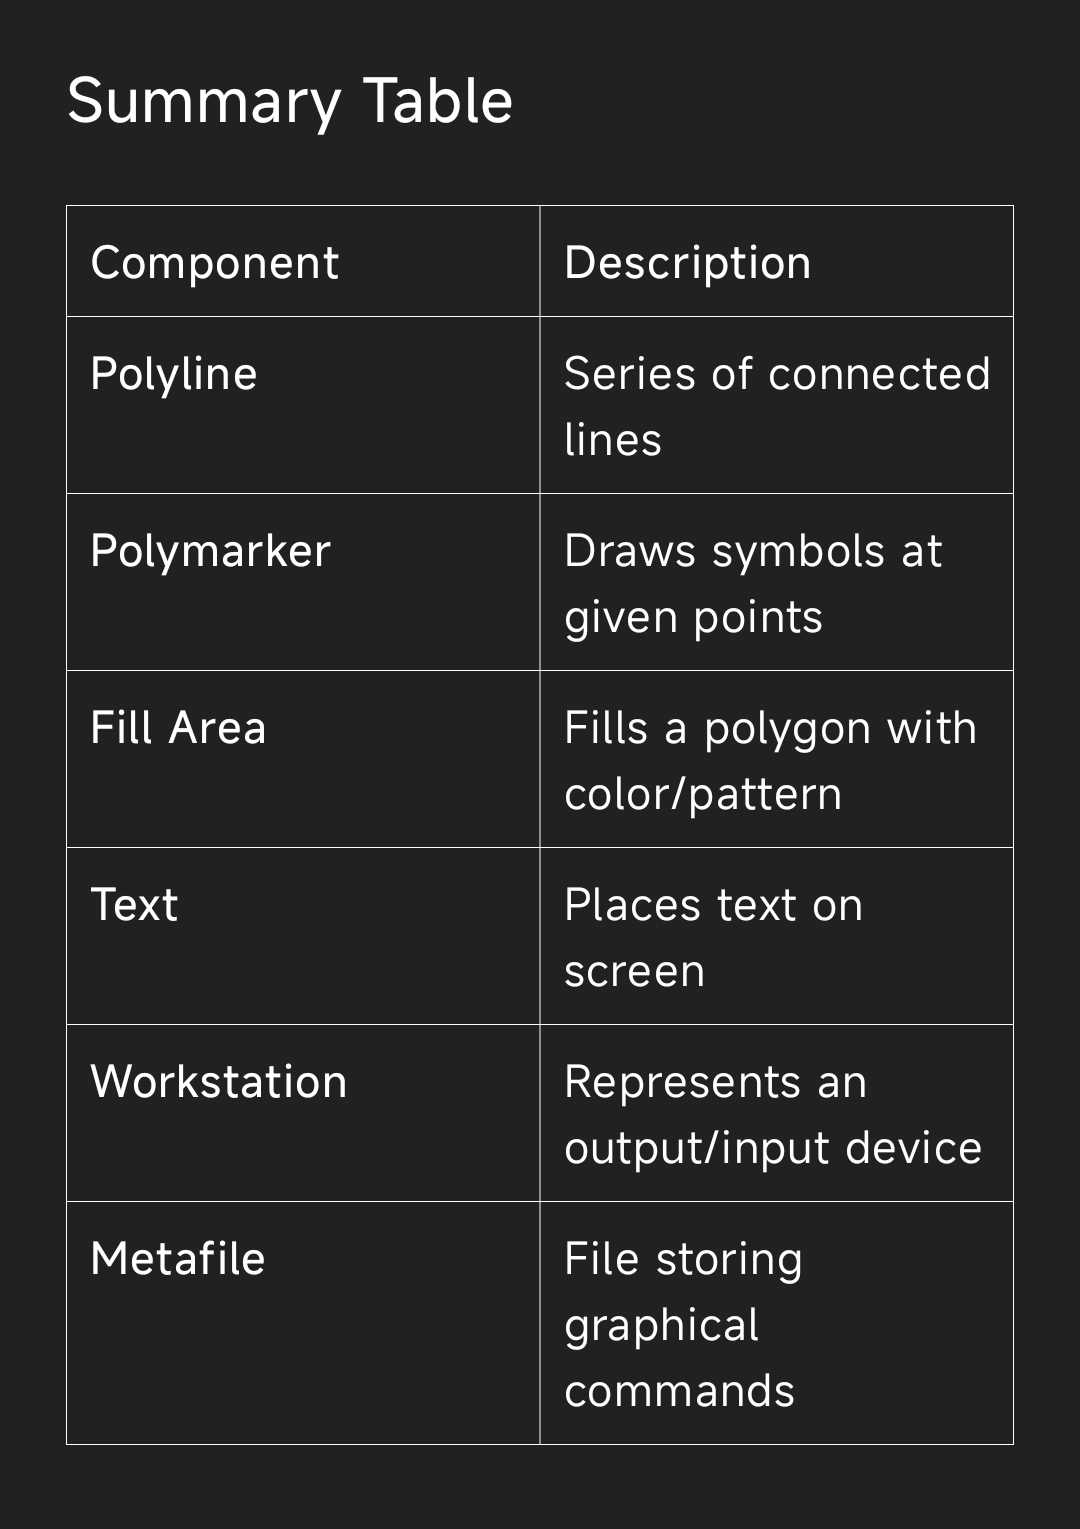 Summary Table
Component
Description
Polyline
Series of connected
lines
Polymarker
Draws symbols at
given points
Fill Area
Fills a polygon with
color/pattern
Text
Places text on
screen
Workstation
Represents an
output/input device
Metafile
File storing
graphical
commands